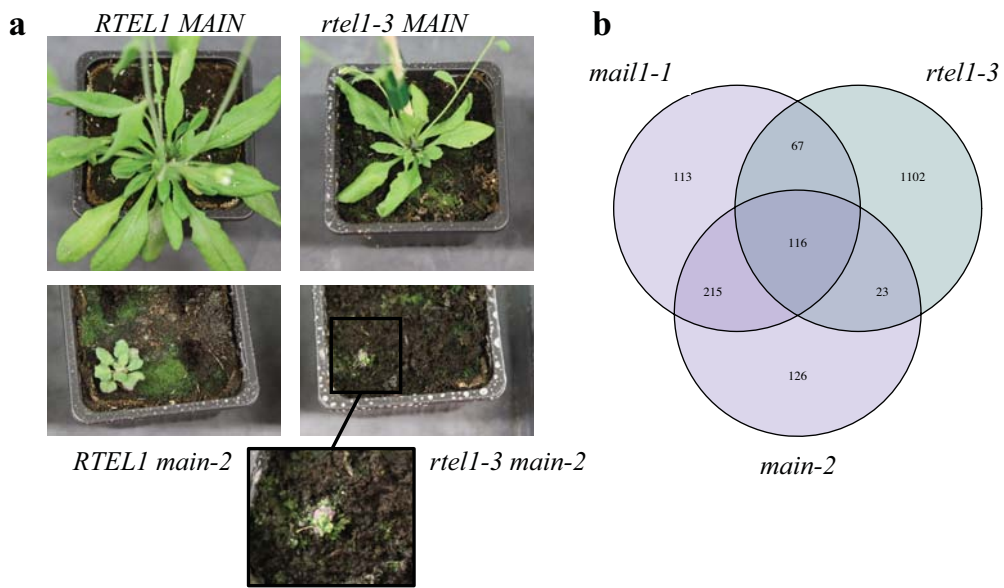 a
RTEL1 MAIN
rtel1-3 MAIN
RTEL1 main-2
rtel1-3 main-2
b
mail1-1
rtel1-3
67
113
1102
116
215
23
126
main-2